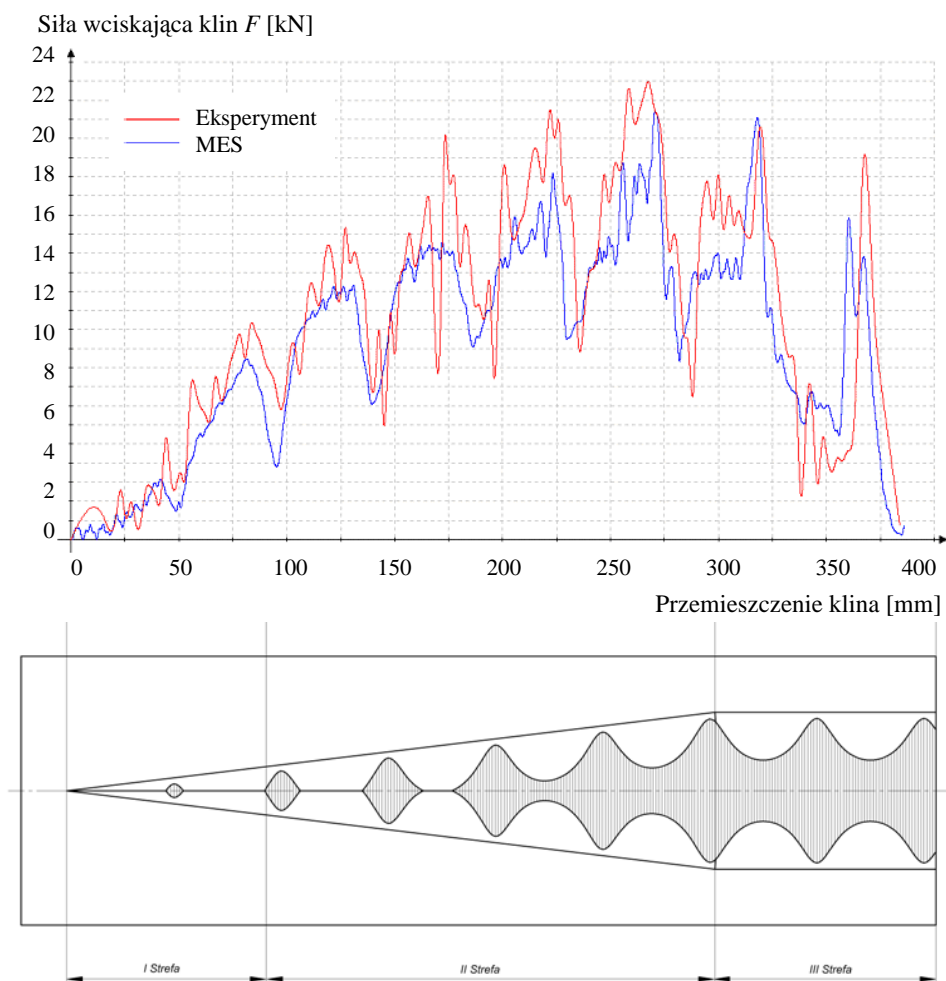 Siła wciskająca klin F [kN]
24
22
20
18
16
14
12
10
8
6
4
2
0
Eksperyment
MES
0 50 100 150 200 250 300 350 400
Przemieszczenie klina [mm]
I Strefa II Strefa III Strefa